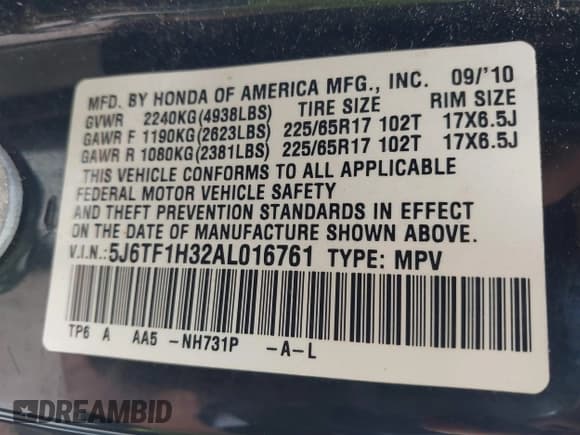 MFD. BY HONDA OF AMERICA MFG., INC. 09/'10
GVWR 2240KG(4938LBS) TIRE SIZE RIM SIZE
GAWR F 1190KG(2623LBS) 225/65R17 102T 17X6.5J
GAWR R 1080KG(2381LBS) 225/65R17 102T 17X6.5J
THIS VEHICLE CONFORMS TO ALL APPLICABLE
FEDERAL MOTOR VEHICLE SAFETY
AND THEFT PREVENTION STANDARDS IN EFFECT
ON THE DATE OF MANUFACTURE SHOWN ABOVE.
V.I.N.:5J6TF1H32AL016761 TYPE: MPV
TP6 A AA5 -NH731P -A-L
DREAMBID